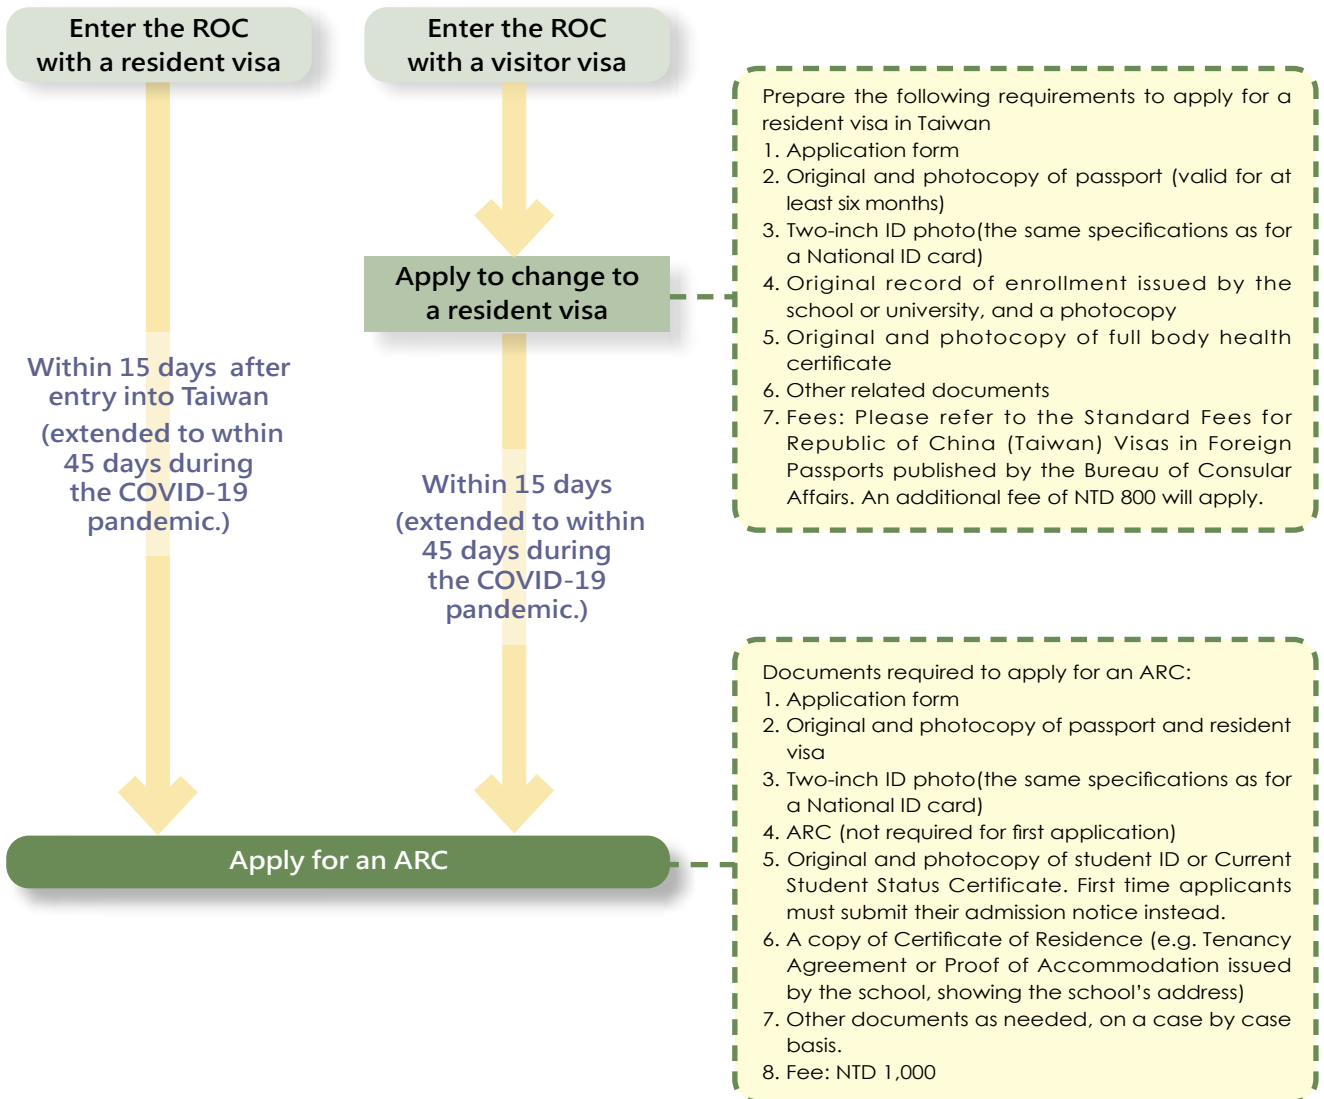 Enter the ROC
with a resident visa
Enter the ROC
with a visitor visa
Prepare the following requirements to apply for a
resident visa in Taiwan
1. Application form
2. Original and photocopy of passport (valid for at
least six months)
3. Two-inch ID photo(the same specifications as for
a National ID card)
4. Original record of enrollment issued by the
school or university, and a photocopy
5. Original and photocopy of full body health
certificate
6. Other related documents
7. Fees: Please refer to the Standard Fees for
Republic of China (Taiwan) Visas in Foreign
Passports published by the Bureau of Consular
Affairs. An additional fee of NTD 800 will apply.
Apply to change to
a resident visa
Within 15 days after
entry into Taiwan
(extended to wthin
45 days during
the COVID-19
pandemic.)
Within 15 days
(extended to within
45 days during
the COVID-19
pandemic.)
Apply for an ARC
Documents required to apply for an ARC:
1. Application form
2. Original and photocopy of passport and resident
visa
3. Two-inch ID photo(the same specifications as for
a National ID card)
4. ARC (not required for first application)
5. Original and photocopy of student ID or Current
Student Status Certificate. First time applicants
must submit their admission notice instead.
6. A copy of Certificate of Residence (e.g. Tenancy
Agreement or Proof of Accommodation issued
by the school, showing the school’s address)
7. Other documents as needed, on a case by case
basis.
8. Fee: NTD 1,000